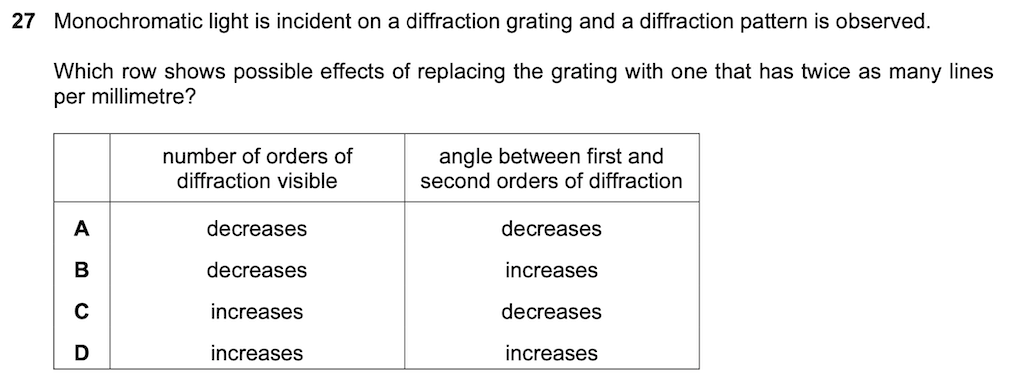 27 Monochromatic light is incident on a diffraction grating and a diffraction pattern is observed.
Which row shows possible effects of replacing the grating with one that has twice as many lines
per millimetre?
number of orders of diffraction visible angle between first and second orders of diffraction
A decreases decreases
B decreases increases
C increases decreases
D increases increases